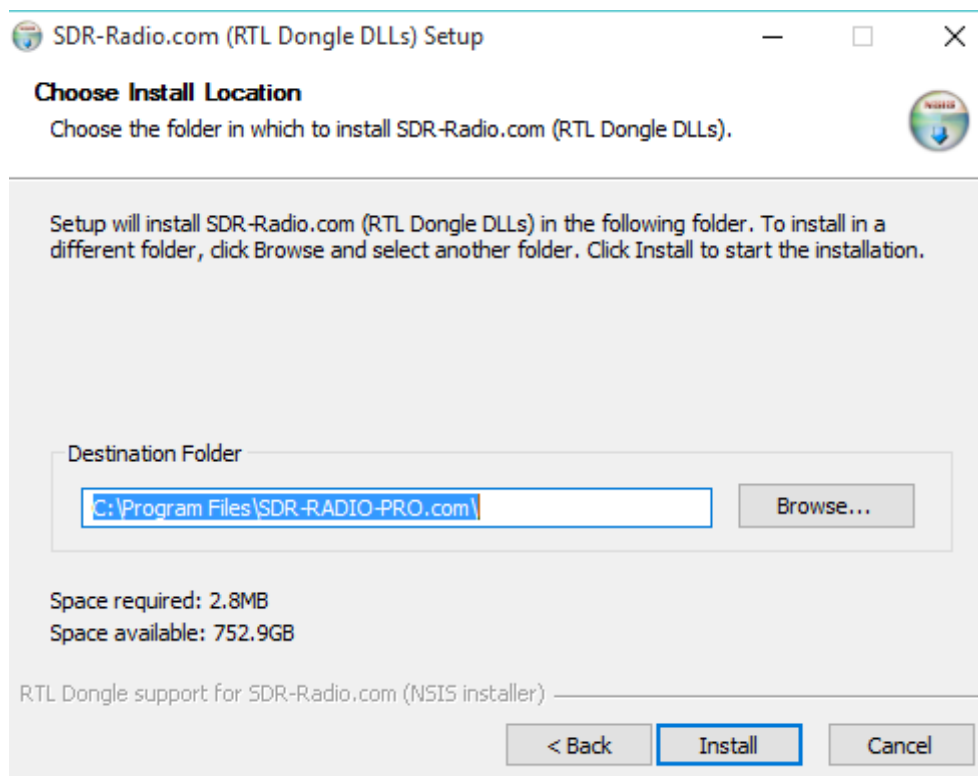 SDR-Radio.com (RTL Dongle DLLs) Setup
Choose Install Location
Choose the folder in which to install SDR-Radio.com (RTL Dongle DLLs).
NSIS
Setup will install SDR-Radio.com (RTL Dongle DLLs) in the following folder. To install in a
different folder, click Browse and select another folder. Click Install to start the installation.
Destination Folder
C:\Program Files\SDR-RADIO-PRO.com\
Browse...
Space required: 2.8MB
Space available: 752.9GB
RTL Dongle support for SDR-Radio.com (NSIS installer)
< Back Install Cancel